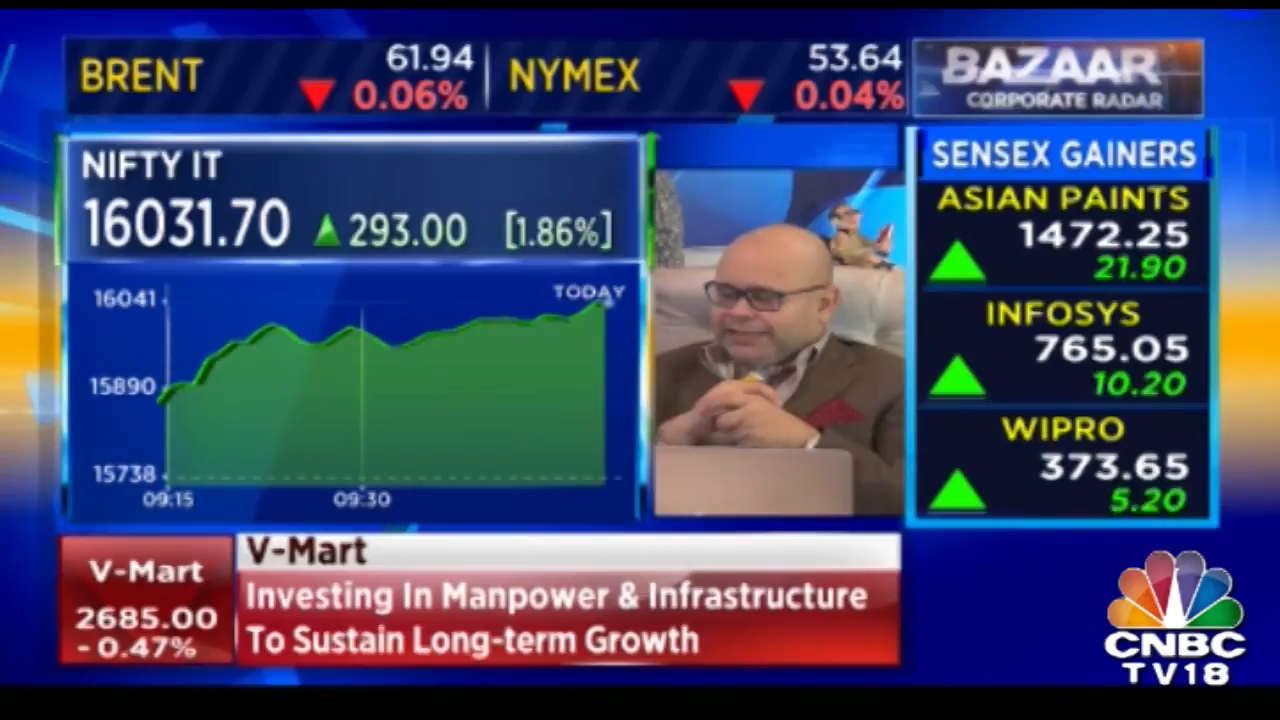 BRENT
61.94
0.06%
NYMEX
53.64
0.04%
BAZAAR
CORPORATE RADAR
NIFTY IT
16031.70 293.00 [1.86%]
TODAY
16041
15890
15738
09:15 09:30
SENSEX GAINERS
ASIAN PAINTS
1472.25
21.90
INFOSYS
765.05
10.20
WIPRO
373.65
5.20
V-Mart
2685.00
- 0.47%
V-Mart
Investing In Manpower & Infrastructure
To Sustain Long-term Growth
CNBC
TV18